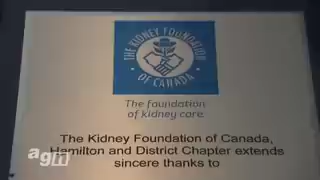 THE KIDNEY FOUNDATION
OF CANADA
The foundation
of kidney care
The Kidney Foundation of Canada,
Hamilton and District Chapter extends
sincere thanks to
agm